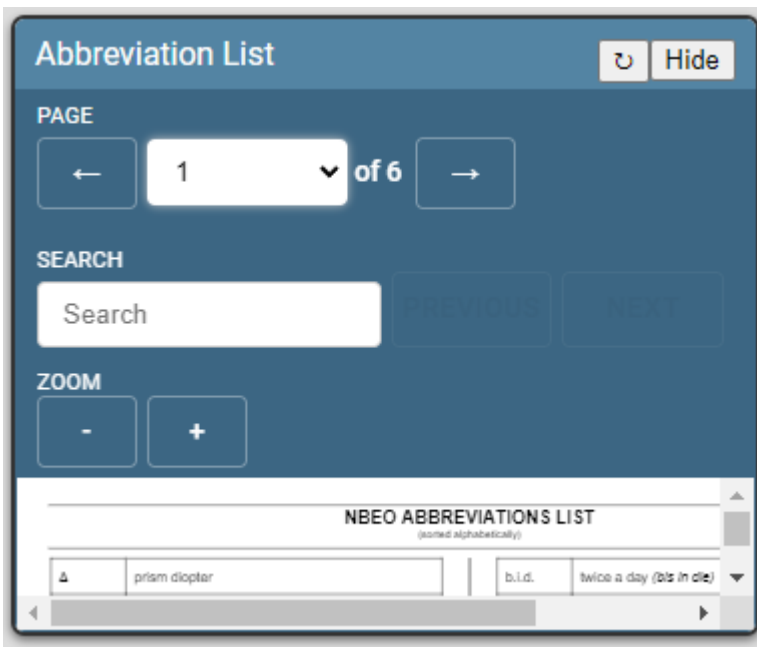 Abbreviation List ↻ Hide
PAGE
← 1 of 6 →
SEARCH
Search PREVIOUS NEXT
ZOOM
- +
NBEO ABBREVIATIONS LIST
(sorted alphabetically)
Δ prism diopter b.i.d. twice a day (bis in die)